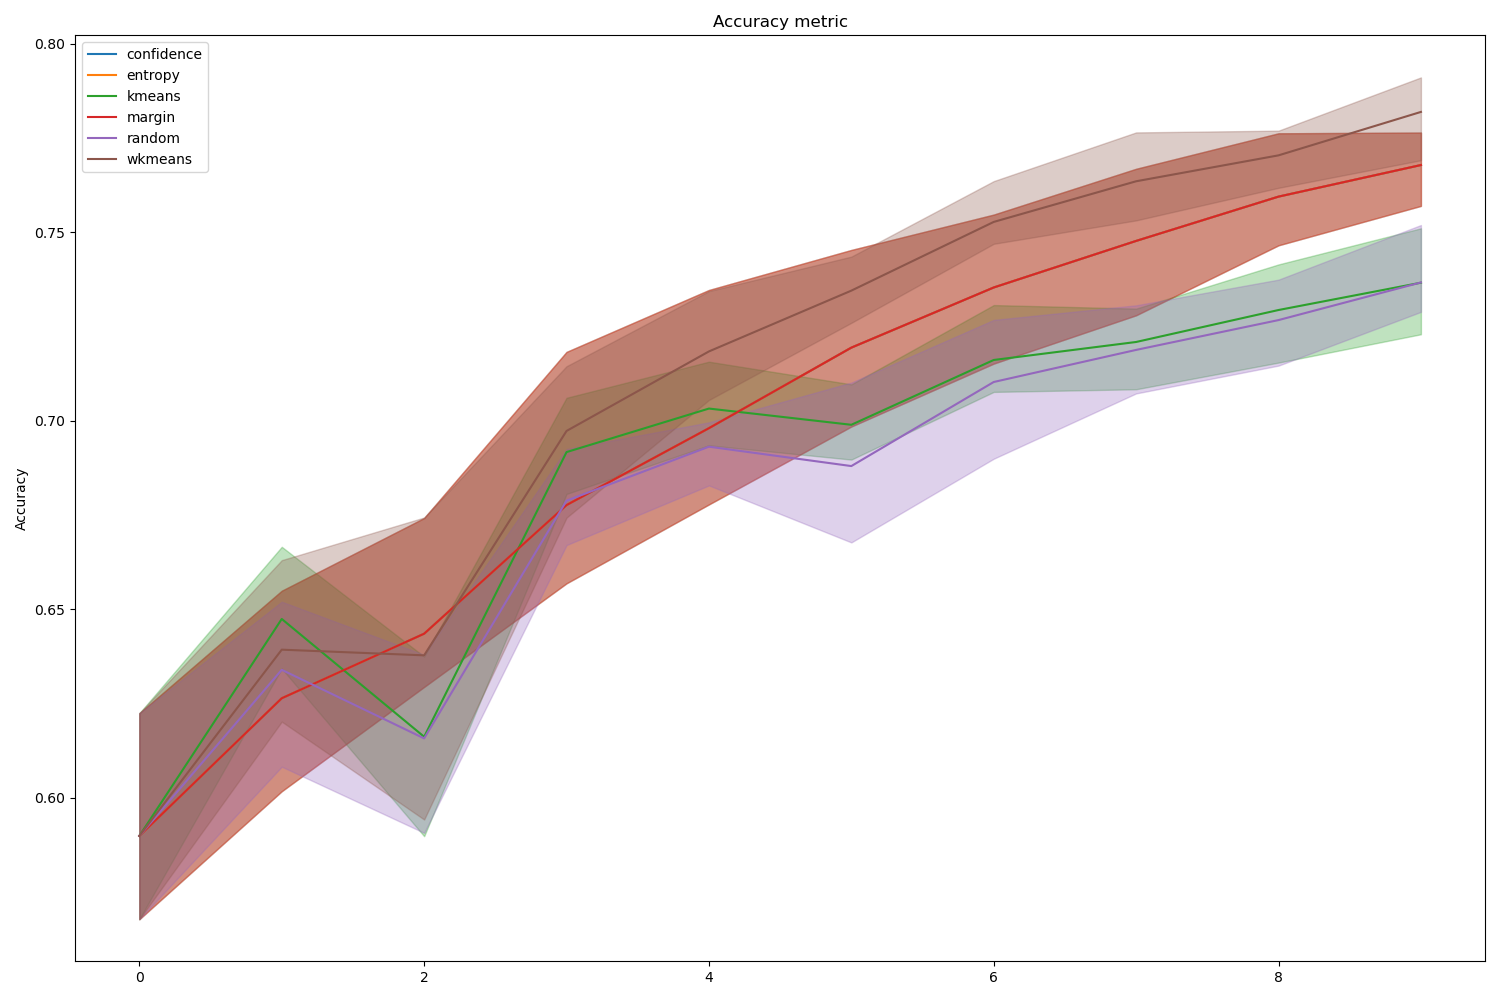 Accuracy metric
0.80
0.75
0.70
0.65
0.60
Accuracy
confidence
entropy
kmeans
margin
random
wkmeans
0 2 4 6 8